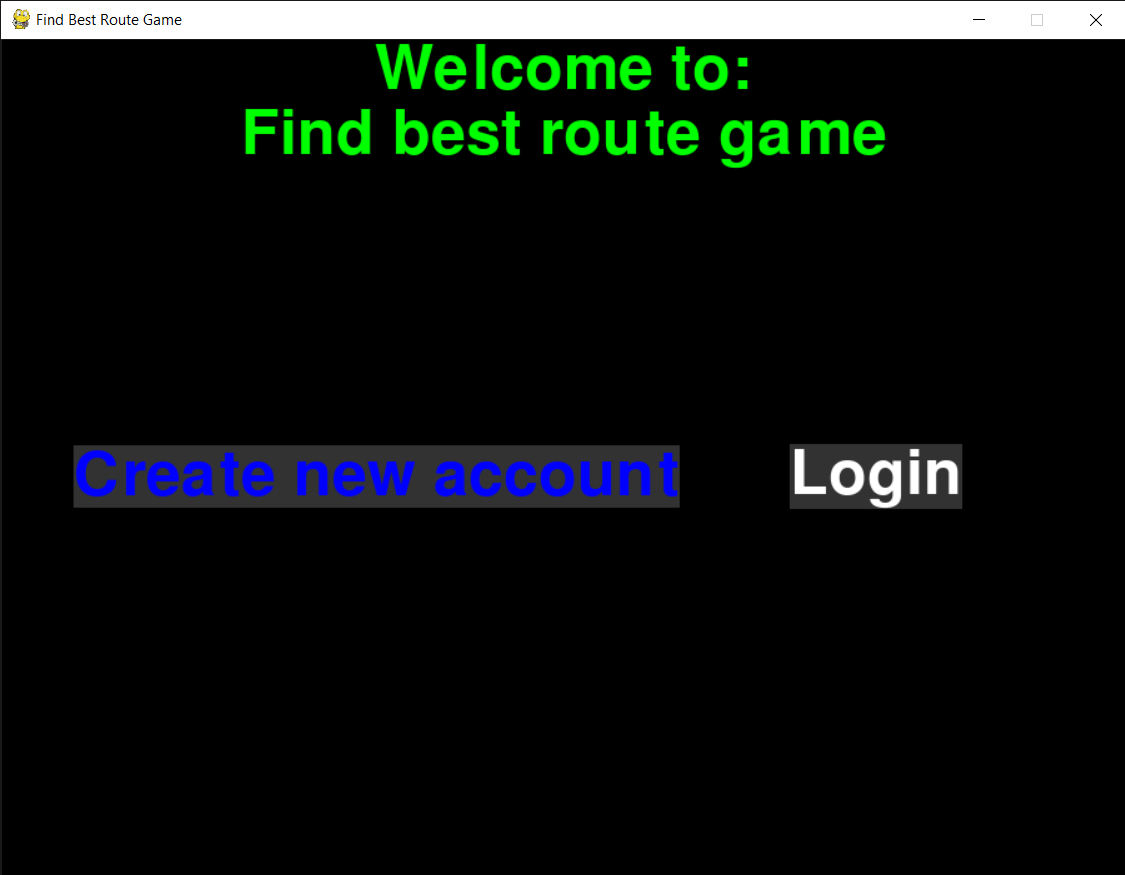 Find Best Route Game
Welcome to:
Find best route game
Create new account
Login